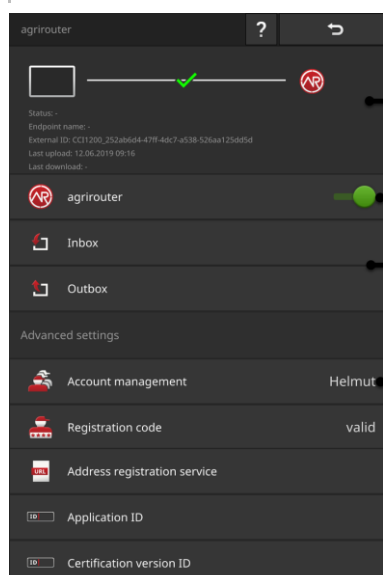 agrirouter
?
AR
Status: -
Endpoint name: -
External ID: CCI1200_252ab6d4-47ff-4dc7-a538-526aa125dd5d
Last upload: 12.06.2019 09:16
Last download: -
AR agrirouter
Inbox
Outbox
Advanced settings
Account management Helmut
Registration code valid
URL Address registration service
ID Application ID
ID Certification version ID